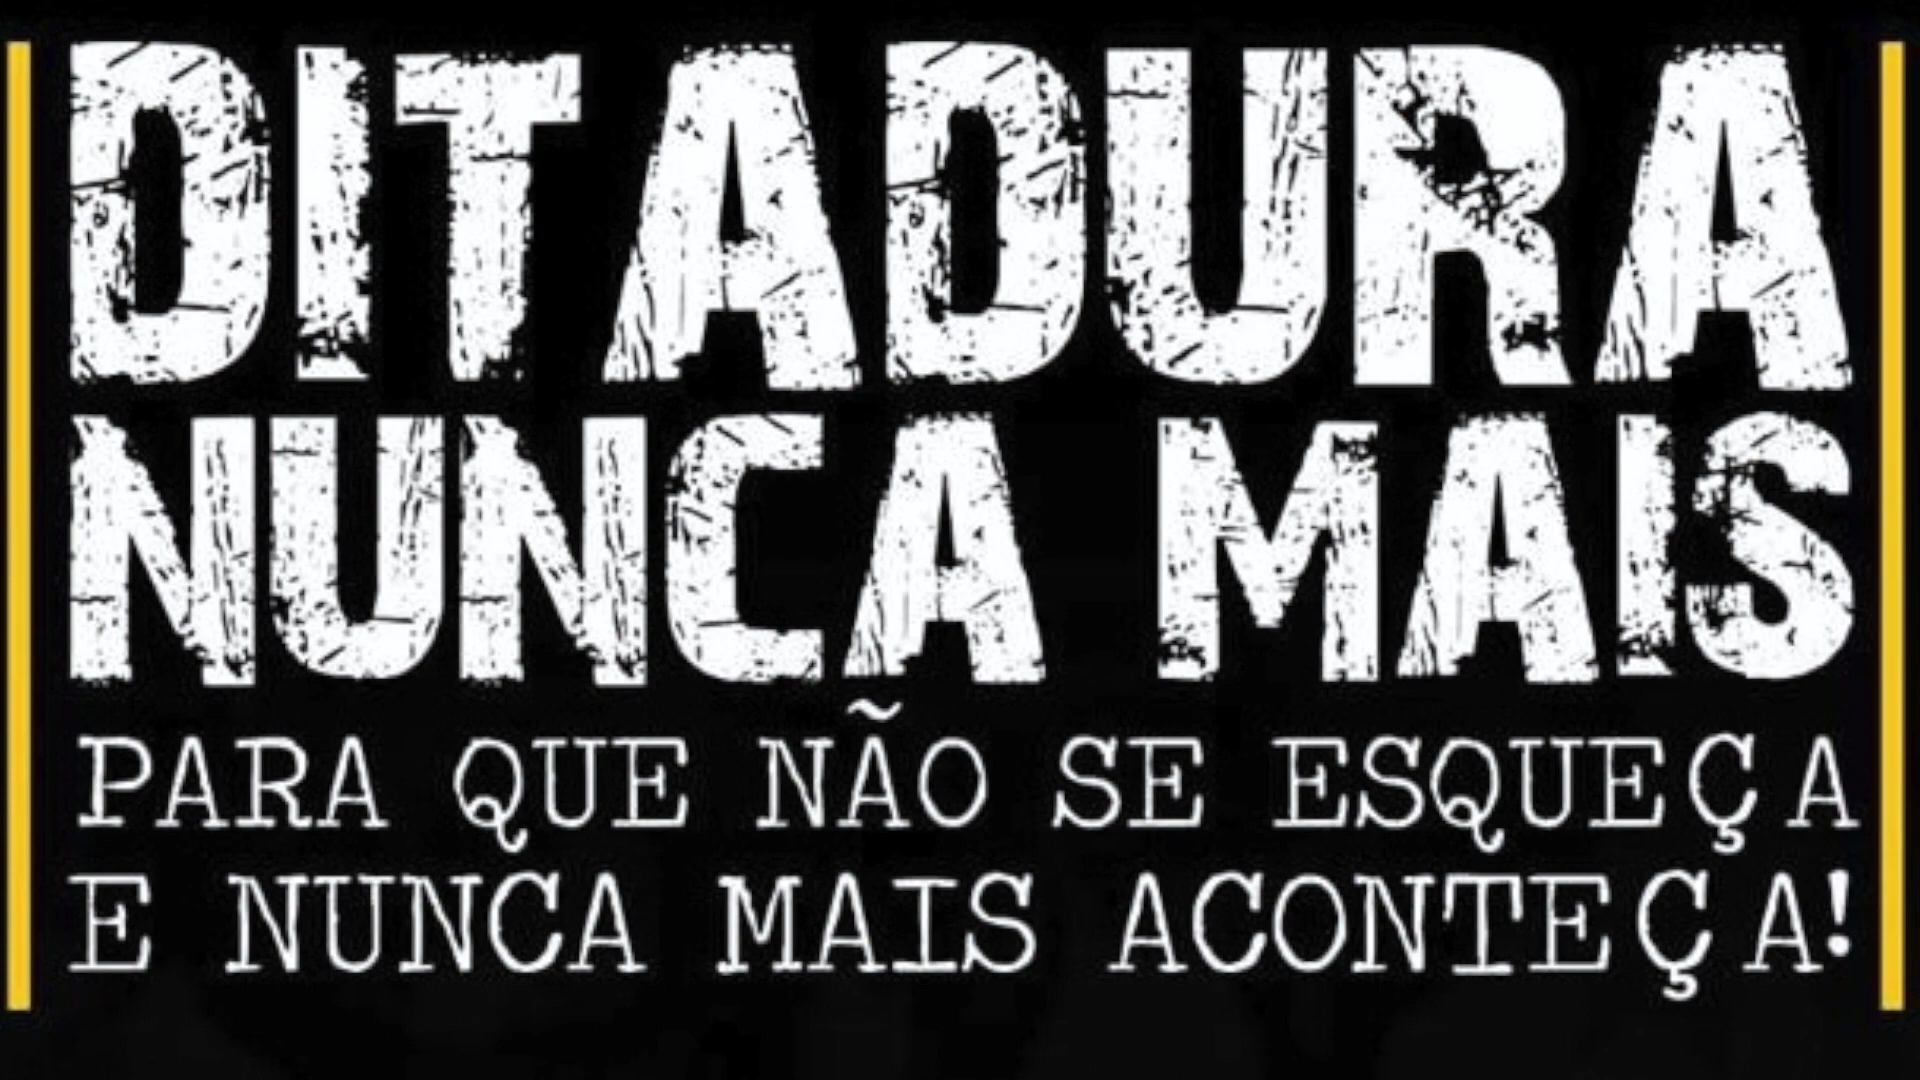 DITADURA
NUNCA MAIS
PARA QUE NÃO SE ESQUEÇA
E NUNCA MAIS ACONTEÇA!